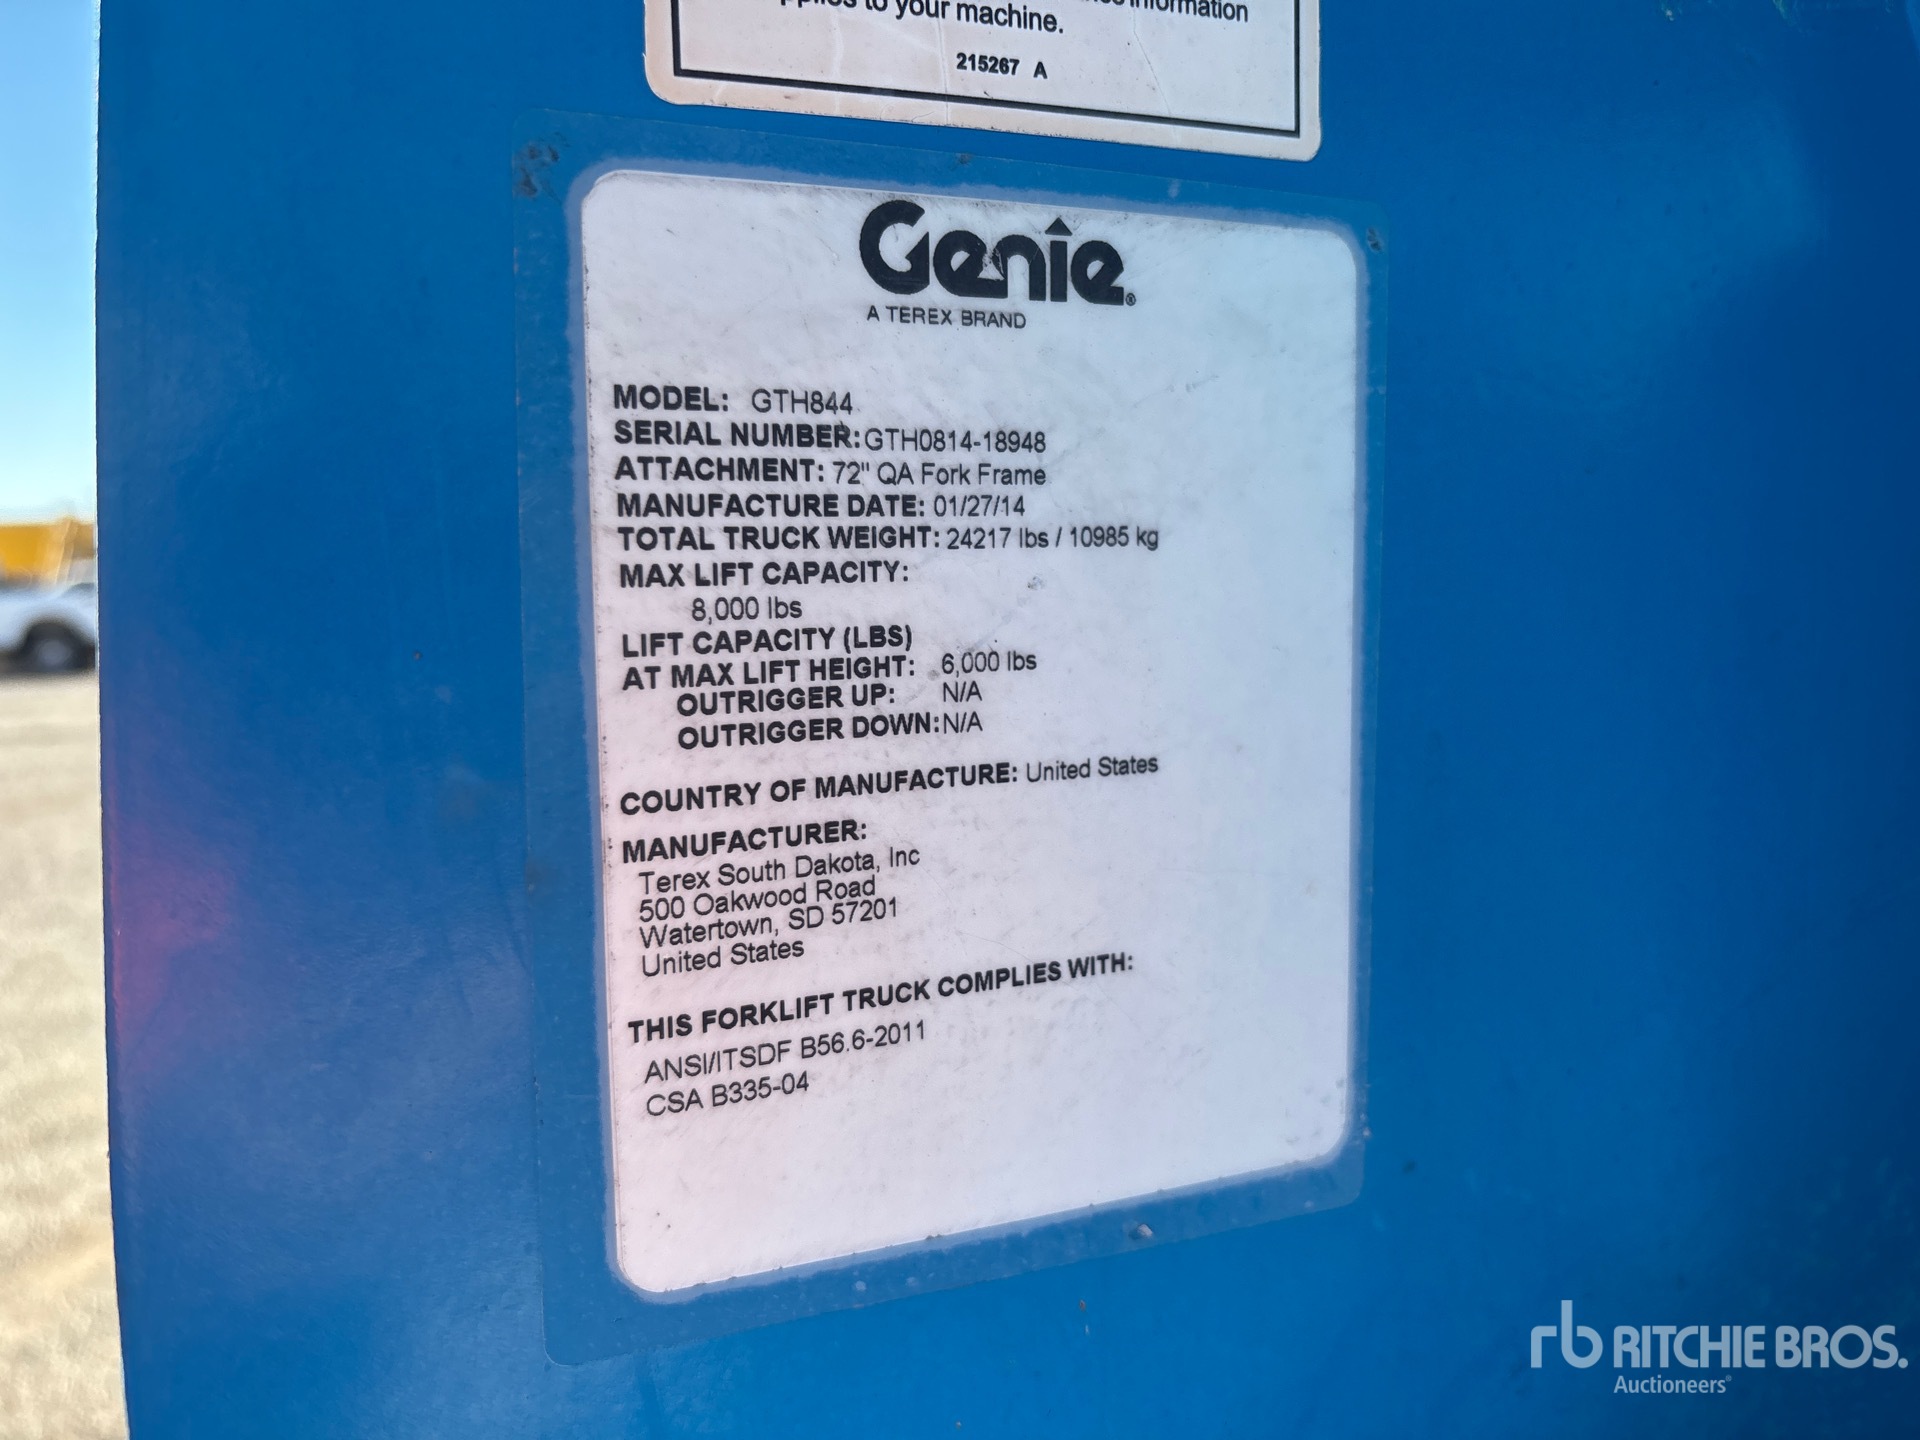 information
to your machine.
215267 A
Genie®
A TEREX BRAND
MODEL: GTH844
SERIAL NUMBER: GTH0814-18948
ATTACHMENT: 72" QA Fork Frame
MANUFACTURE DATE: 01/27/14
TOTAL TRUCK WEIGHT: 24217 lbs / 10985 kg
MAX LIFT CAPACITY:
8,000 lbs
LIFT CAPACITY (LBS)
AT MAX LIFT HEIGHT: 6,000 lbs
OUTRIGGER UP: N/A
OUTRIGGER DOWN: N/A
COUNTRY OF MANUFACTURE: United States
MANUFACTURER:
Terex South Dakota, Inc
500 Oakwood Road
Watertown, SD 57201
United States
THIS FORKLIFT TRUCK COMPLIES WITH:
ANSI/ITSDF B56.6-2011
CSA B335-04
rb RITCHIE BROS.
Auctioneers®